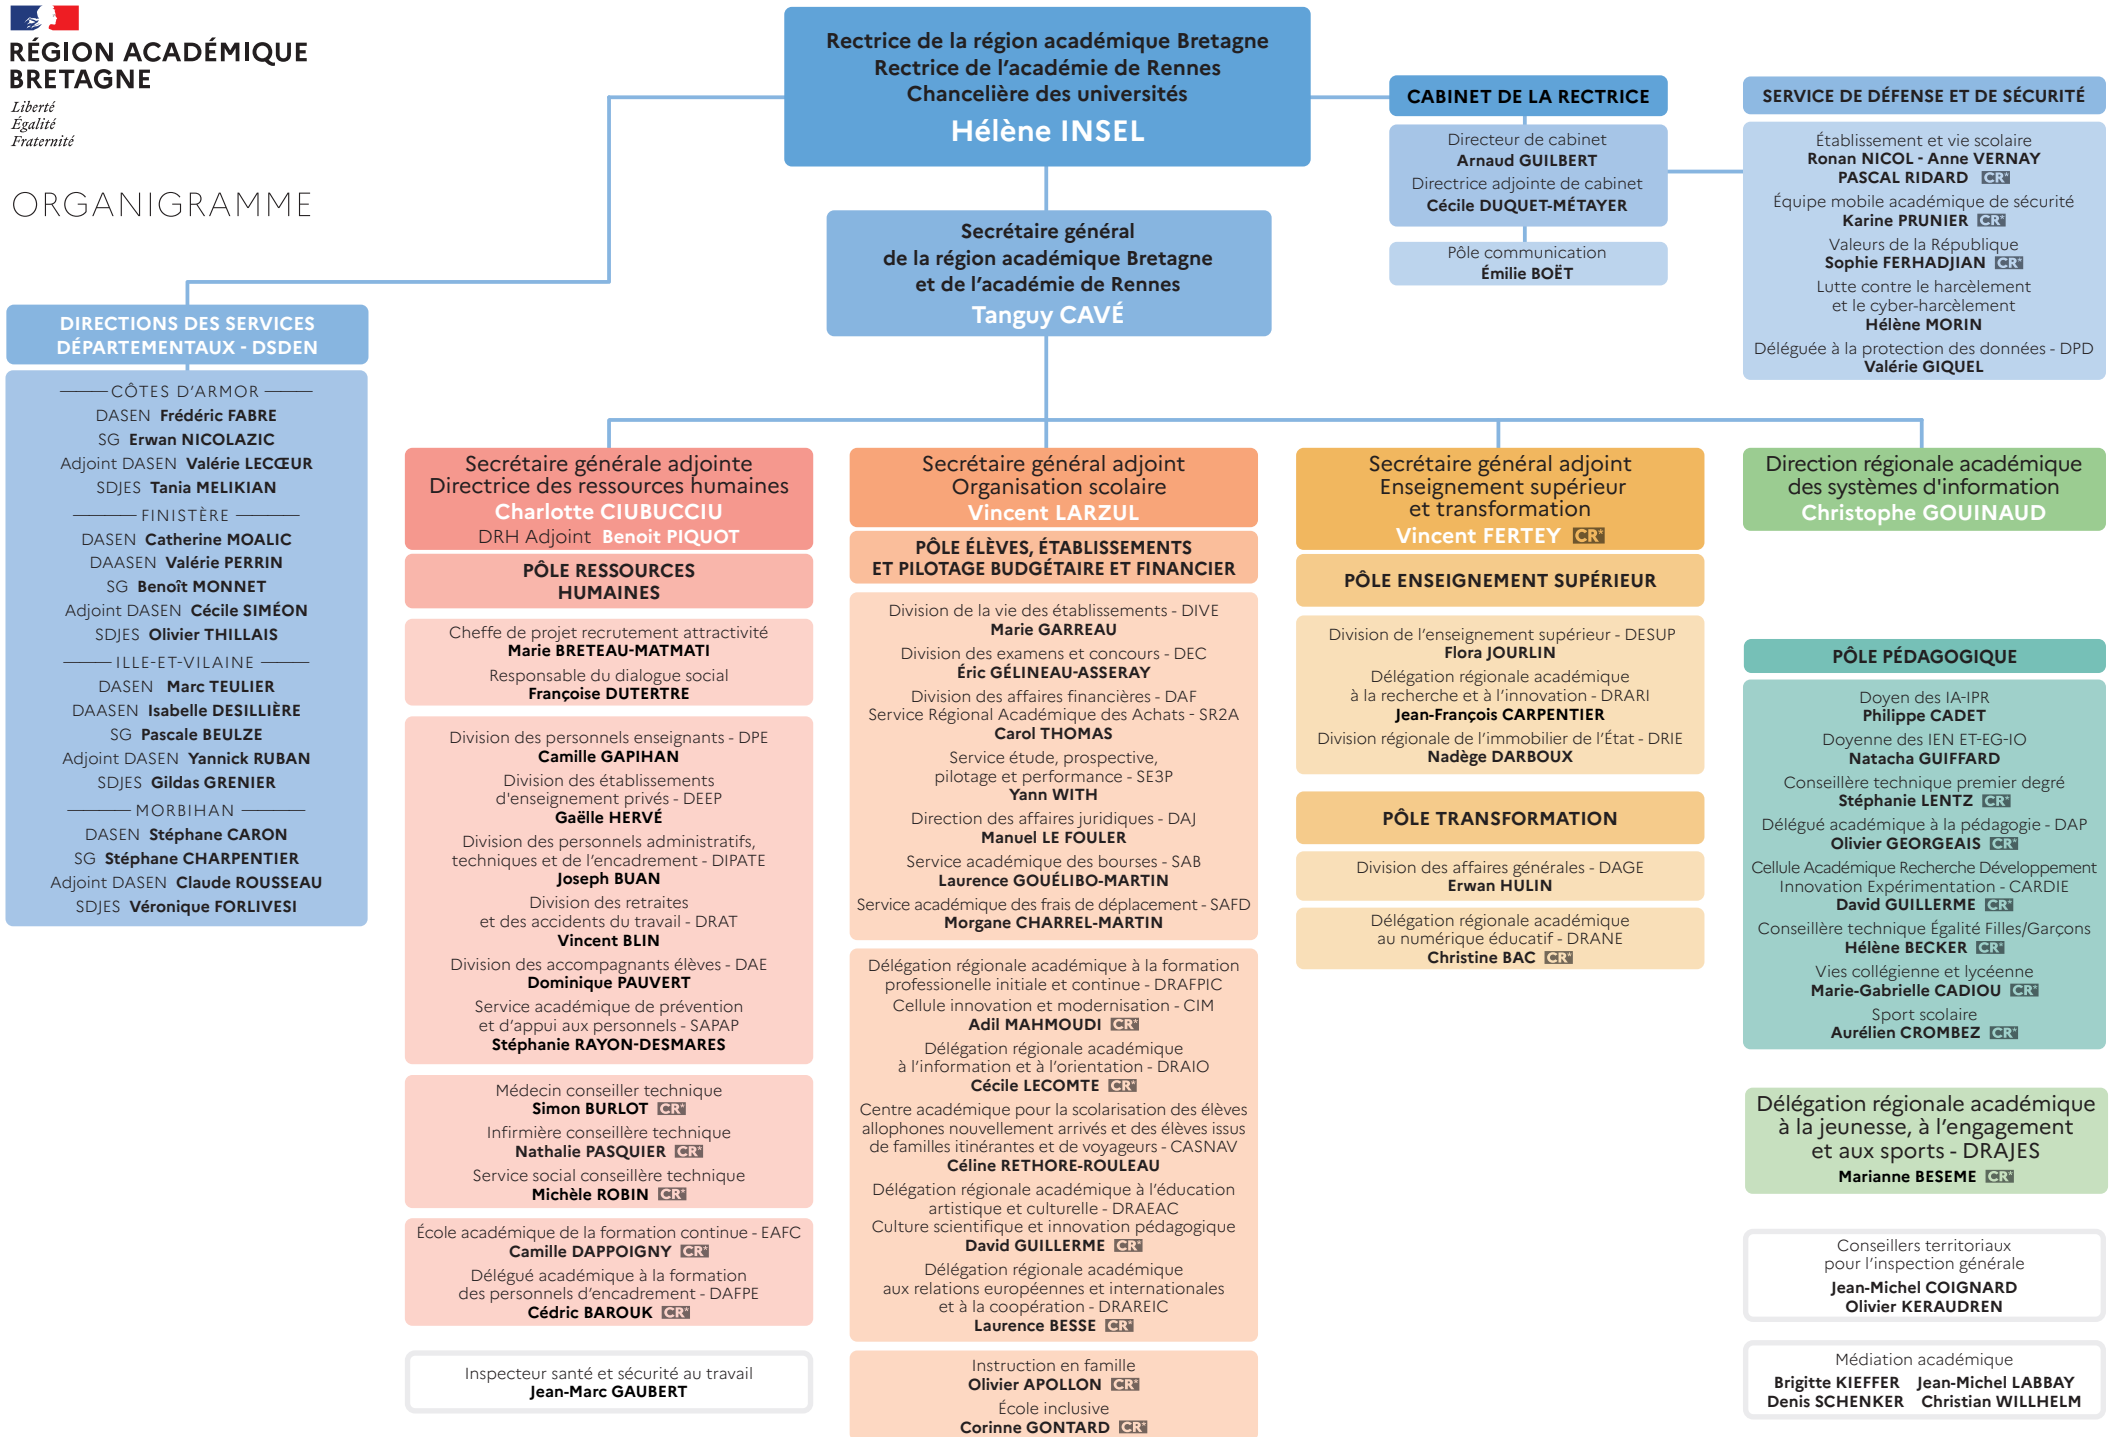 RÉGION ACADÉMIQUE
BRETAGNE
Liberté
Égalité
Fraternité
ORGANIGRAMME
Rectrice de la région académique Bretagne
Rectrice de l'académie de Rennes
Chancelière des universités
Hélène INSEL
Secrétaire général
de la région académique Bretagne
et de l'académie de Rennes
Tanguy CAVÉ
CABINET DE LA RECTRICE
Directeur de cabinet
Arnaud GUILBERT
Directrice adjointe de cabinet
Cécile DUQUET-MÉTAYER
Pôle communication
Émilie BOËT
SERVICE DE DÉFENSE ET DE SÉCURITÉ
Établissement et vie scolaire
Ronan NICOL - Anne VERNAY
PASCAL RIDARD CR*
Équipe mobile académique de sécurité
Karine PRUNIER CR*
Valeurs de la République
Sophie FERHADJIAN CR*
Lutte contre le harcèlement
et le cyber-harcèlement
Hélène MORIN
Déléguée à la protection des données - DPD
Valérie GIQUEL
DIRECTIONS DES SERVICES
DÉPARTEMENTAUX - DSDEN
CÔTES D'ARMOR
DASEN Frédéric FABRE
SG Erwan NICOLAZIC
Adjoint DASEN Valérie LECŒUR
SDJES Tania MELIKIAN
FINISTÈRE
DASEN Catherine MOALIC
DAASEN Valérie PERRIN
SG Benoît MONNET
Adjoint DASEN Cécile SIMÉON
SDJES Olivier THILLAIS
ILLE-ET-VILAINE
DASEN Marc TEULIER
DAASEN Isabelle DESILLIÈRE
SG Pascale BEULZE
Adjoint DASEN Yannick RUBAN
SDJES Gildas GRENIER
MORBIHAN
DASEN Stéphane CARON
SG Stéphane CHARPENTIER
Adjoint DASEN Claude ROUSSEAU
SDJES Véronique FORLIVESI
Secrétaire générale adjointe
Directrice des ressources humaines
Charlotte CIUBUCCIU
DRH Adjoint Benoit PIQUOT
PÔLE RESSOURCES
HUMAINES
Cheffe de projet recrutement attractivité
Marie BRETEAU-MATMATI
Responsable du dialogue social
Françoise DUTERTRE
Division des personnels enseignants - DPE
Camille GAPIHAN
Division des établissements
d'enseignement privés - DEEP
Gaëlle HERVÉ
Division des personnels administratifs,
techniques et de l'encadrement - DIPATE
Joseph BUAN
Division des retraites
et des accidents du travail - DRAT
Vincent BLIN
Division des accompagnants élèves - DAE
Dominique PAUVERT
Service académique de prévention
et d'appui aux personnels - SAPAP
Stéphanie RAYON-DESMARES
Médecin conseiller technique
Simon BURLOT CR*
Infirmière conseillère technique
Nathalie PASQUIER CR*
Service social conseillère technique
Michèle ROBIN CR*
École académique de la formation continue - EAFC
Camille DAPPOIGNY CR*
Délégué académique à la formation
des personnels d'encadrement - DAFPE
Cédric BAROUK CR*
Inspecteur santé et sécurité au travail
Jean-Marc GAUBERT
Secrétaire général adjoint
Organisation scolaire
Vincent LARZUL
PÔLE ÉLÈVES, ÉTABLISSEMENTS
ET PILOTAGE BUDGÉTAIRE ET FINANCIER
Division de la vie des établissements - DIVE
Marie GARREAU
Division des examens et concours - DEC
Éric GÉLINEAU-ASSERAY
Division des affaires financières - DAF
Service Régional Académique des Achats - SR2A
Carol THOMAS
Service étude, prospective,
pilotage et performance - SE3P
Yann WITH
Direction des affaires juridiques - DAJ
Manuel LE FOULER
Service académique des bourses - SAB
Laurence GOUÉLIBO-MARTIN
Service académique des frais de déplacement - SAFD
Morgane CHARREL-MARTIN
Délégation régionale académique à la formation
professionelle initiale et continue - DRAFPIC
Cellule innovation et modernisation - CIM
Adil MAHMOUDI CR*
Délégation régionale académique
à l'information et à l'orientation - DRAIO
Cécile LECOMTE CR*
Centre académique pour la scolarisation des élèves
allophones nouvellement arrivés et des élèves issus
de familles itinérantes et de voyageurs - CASNAV
Céline RETHORE-ROULEAU
Délégation régionale académique à l'éducation
artistique et culturelle - DRAEAC
Culture scientifique et innovation pédagogique
David GUILLERME CR*
Délégation régionale académique
aux relations européennes et internationales
et à la coopération - DRAREIC
Laurence BESSE CR*
Instruction en famille
Olivier APOLLON CR*
École inclusive
Corinne GONTARD CR*
Secrétaire général adjoint
Enseignement supérieur
et transformation
Vincent FERTEY CR*
PÔLE ENSEIGNEMENT SUPÉRIEUR
Division de l'enseignement supérieur - DESUP
Flora JOURLIN
Délégation régionale académique
à la recherche et à l'innovation - DRARI
Jean-François CARPENTIER
Division régionale de l'immobilier de l'État - DRIE
Nadège DARBOUX
PÔLE TRANSFORMATION
Division des affaires générales - DAGE
Erwan HULIN
Délégation régionale académique
au numérique éducatif - DRANE
Christine BAC CR*
Direction régionale académique
des systèmes d'information
Christophe GOUINAUD
PÔLE PÉDAGOGIQUE
Doyen des IA-IPR
Philippe CADET
Doyenne des IEN ET-EG-IO
Natacha GUIFFARD
Conseillère technique premier degré
Stéphanie LENTZ CR*
Délégué académique à la pédagogie - DAP
Olivier GEORGEAIS CR*
Cellule Académique Recherche Développement
Innovation Expérimentation - CARDIE
David GUILLERME CR*
Conseillère technique Égalité Filles/Garçons
Hélène BECKER CR*
Vies collégienne et lycéenne
Marie-Gabrielle CADIOU CR*
Sport scolaire
Aurélien CROMBEZ CR*
Délégation régionale académique
à la jeunesse, à l'engagement
et aux sports - DRAJES
Marianne BESEME CR*
Conseillers territoriaux
pour l'inspection générale
Jean-Michel COIGNARD
Olivier KERAUDREN
Médiation académique
Brigitte KIEFFER Jean-Michel LABBAY
Denis SCHENKER Christian WILLHELM